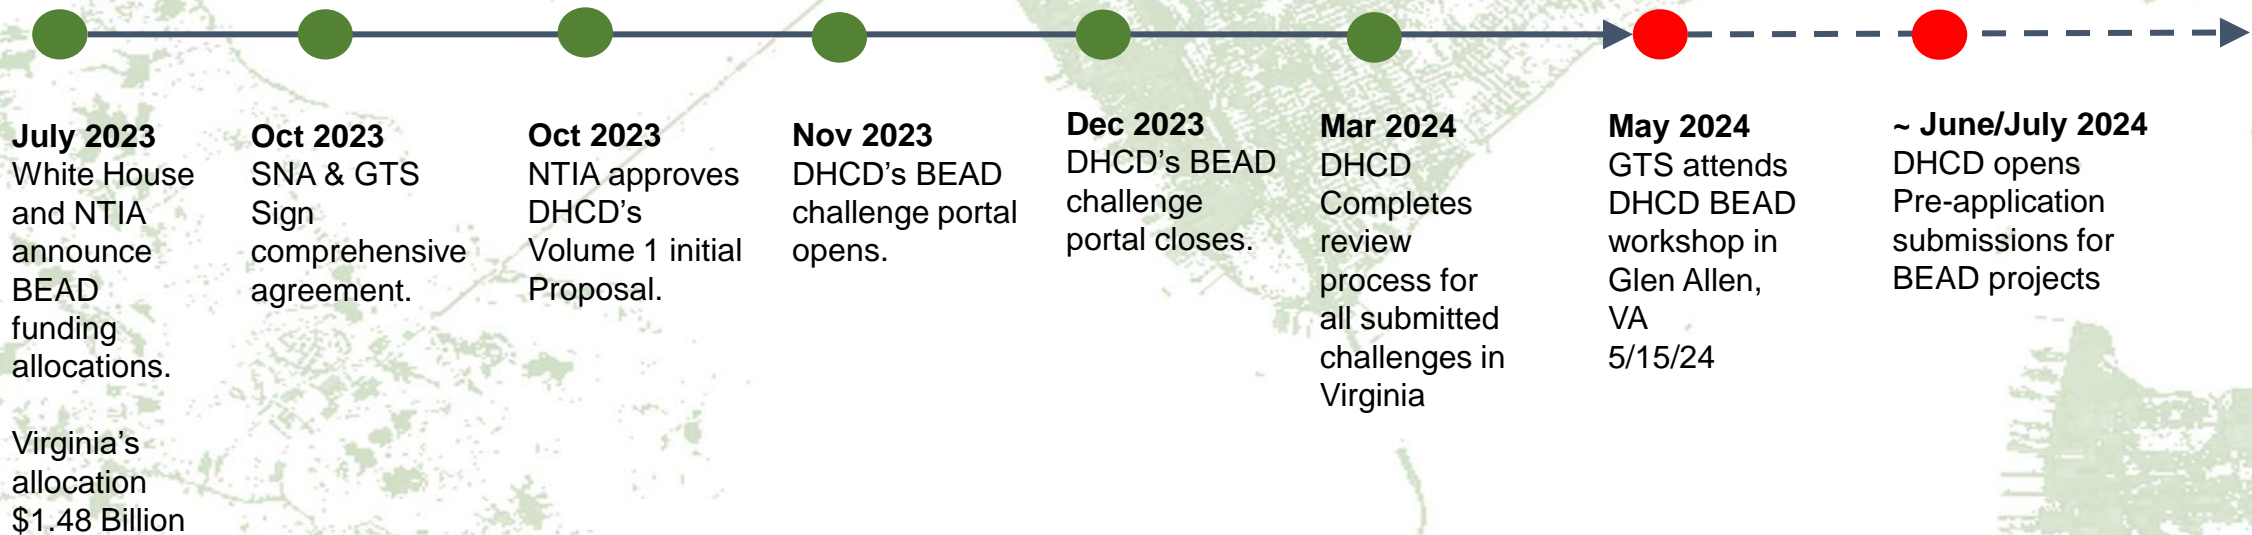 July 2023
White House
and NTIA
announce
BEAD
funding
allocations.
Virginia’s
allocation
$1.48 Billion
Oct 2023
SNA & GTS
Sign
comprehensive
agreement.
Oct 2023
NTIA approves
DHCD’s
Volume 1 initial
Proposal.
Nov 2023
DHCD’s BEAD
challenge portal
opens.
Dec 2023
DHCD’s BEAD
challenge
portal closes.
Mar 2024
DHCD
Completes
review
process for
all submitted
challenges in
Virginia
May 2024
GTS attends
DHCD BEAD
workshop in
Glen Allen,
VA
5/15/24
~ June/July 2024
DHCD opens
Pre-application
submissions for
BEAD projects